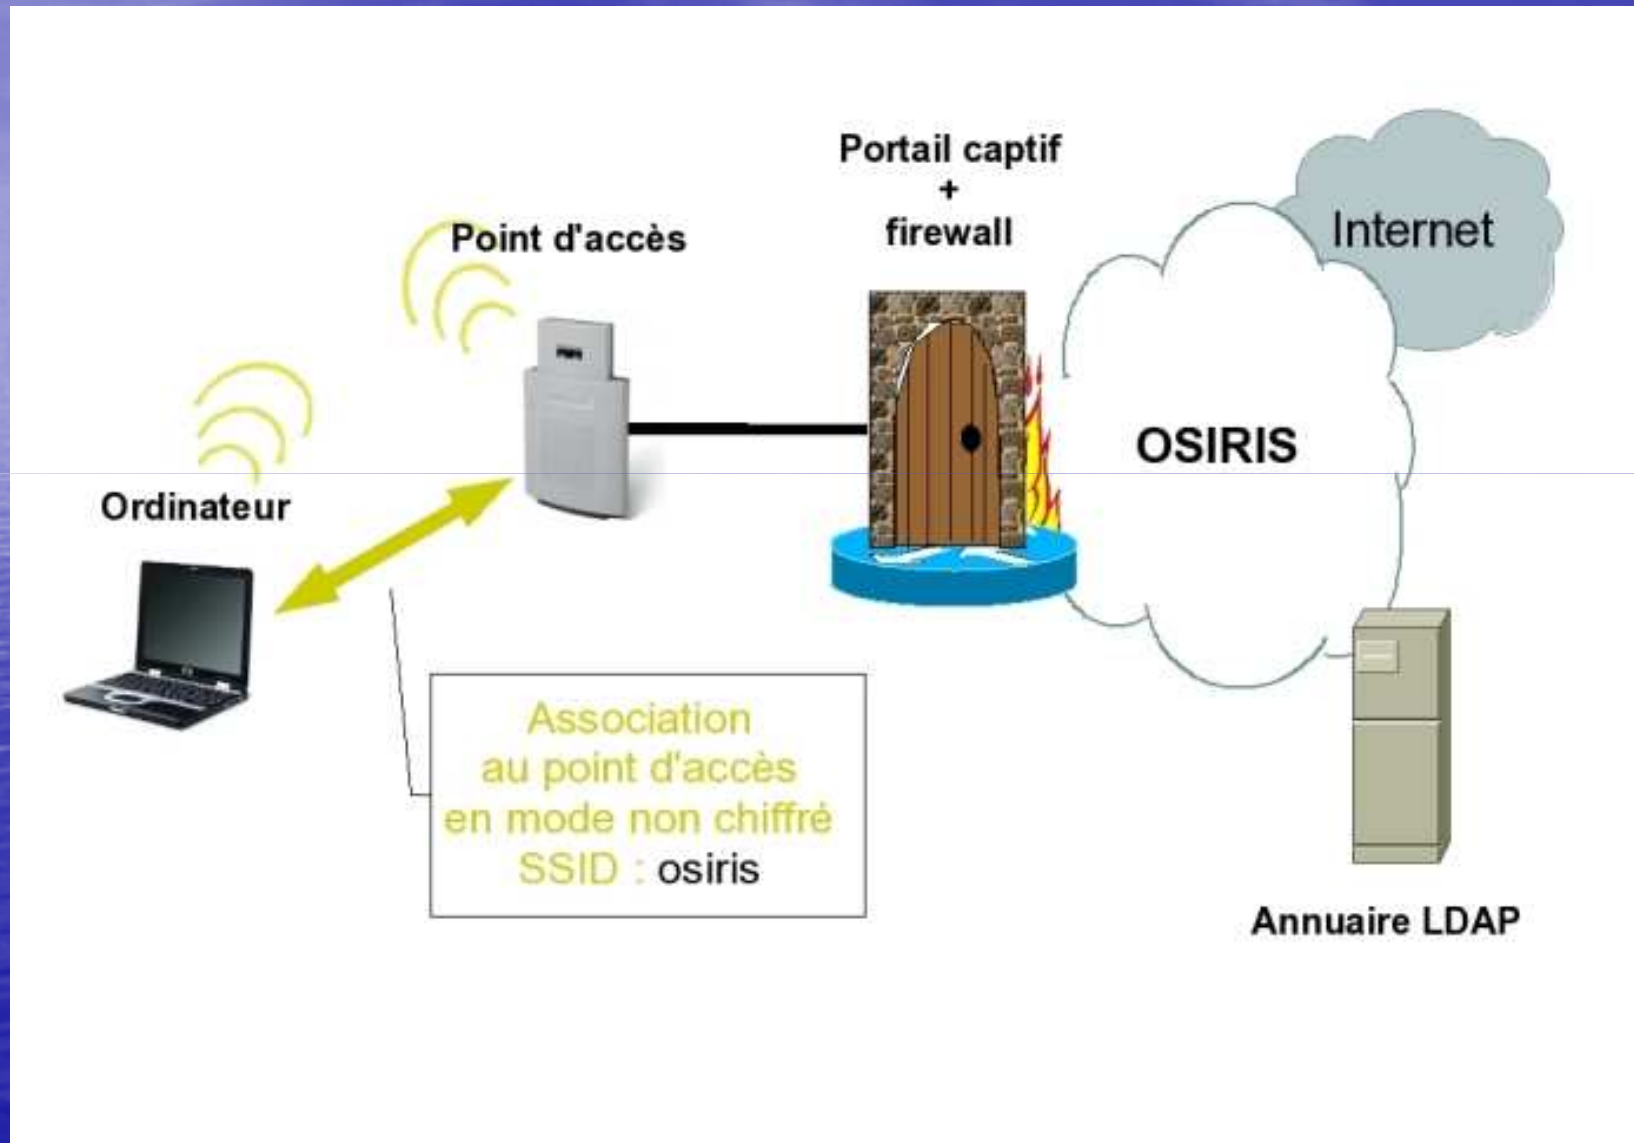 Portail captif
+
firewall
Point d'accès
Internet
OSIRIS
Ordinateur
Association
au point d'accès
en mode non chiffré
SSID : osiris
Annuaire LDAP